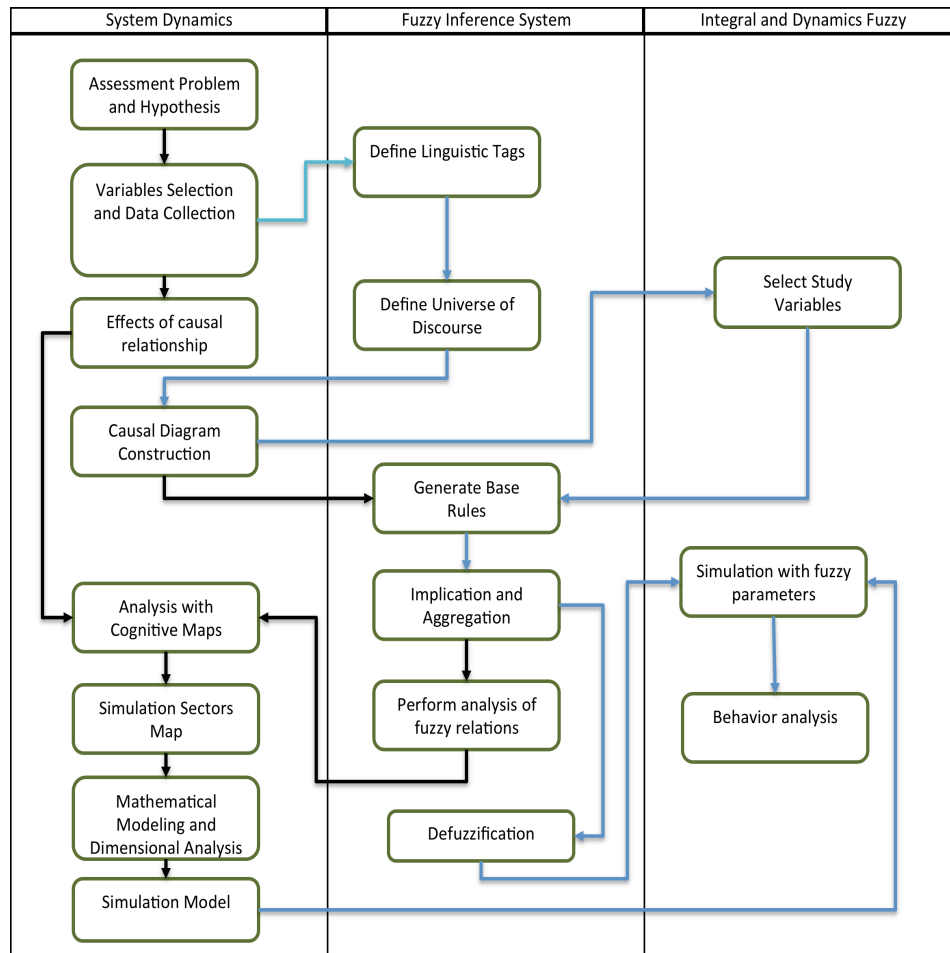 System Dynamics
Fuzzy Inference System
Integral and Dynamics Fuzzy
Assessment Problem
and Hypothesis
Variables Selection
and Data Collection
Effects of causal
relationship
Causal Diagram
Construction
Analysis with
Cognitive Maps
Simulation Sectors
Map
Mathematical
Modeling and
Dimensional Analysis
Simulation Model
Define Linguistic Tags
Define Universe of
Discourse
Generate Base
Rules
Implication and
Aggregation
Perform analysis of
fuzzy relations
Defuzzification
Select Study
Variables
Simulation with fuzzy
parameters
Behavior analysis